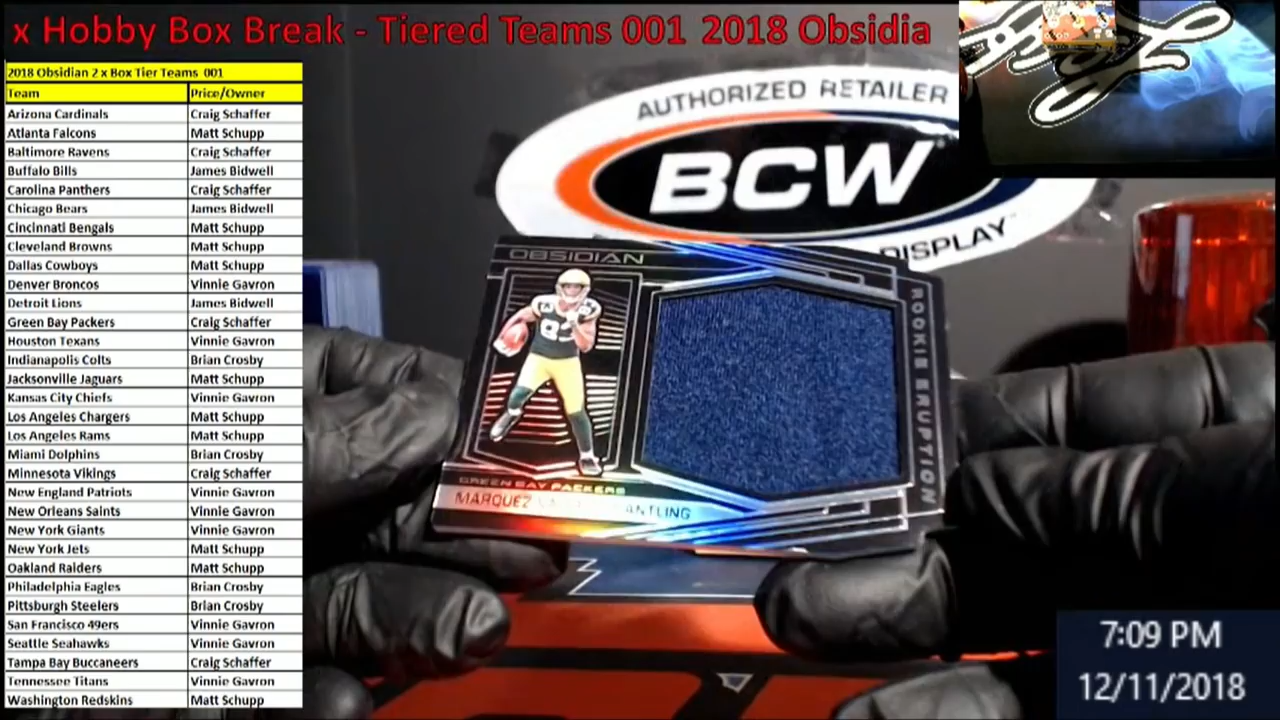 x Hobby Box Break - Tiered Teams 001 2018 Obsidia
2018 Obsidian 2 x Box Tier Teams 001
Team Price/Owner
Arizona Cardinals Craig Schaffer
Atlanta Falcons Matt Schupp
Baltimore Ravens Craig Schaffer
Buffalo Bills James Bidwell
Carolina Panthers Craig Schaffer
Chicago Bears James Bidwell
Cincinnati Bengals Matt Schupp
Cleveland Browns Matt Schupp
Dallas Cowboys Matt Schupp
Denver Broncos Vinnie Gavron
Detroit Lions James Bidwell
Green Bay Packers Craig Schaffer
Houston Texans Vinnie Gavron
Indianapolis Colts Brian Crosby
Jacksonville Jaguars Matt Schupp
Kansas City Chiefs Vinnie Gavron
Los Angeles Chargers Matt Schupp
Los Angeles Rams Matt Schupp
Miami Dolphins Brian Crosby
Minnesota Vikings Craig Schaffer
New England Patriots Vinnie Gavron
New Orleans Saints Vinnie Gavron
New York Giants Vinnie Gavron
New York Jets Matt Schupp
Oakland Raiders Matt Schupp
Philadelphia Eagles Brian Crosby
Pittsburgh Steelers Brian Crosby
San Francisco 49ers Vinnie Gavron
Seattle Seahawks Vinnie Gavron
Tampa Bay Buccaneers Craig Schaffer
Tennessee Titans Vinnie Gavron
Washington Redskins Matt Schupp
AUTHORIZED RETAILER
BCW
DISPLAY
OBSIDIAN
83
ROOKIE ERUPTION
GREEN BAY PACKERS
MARQUEZ
7:09 PM
12/11/2018